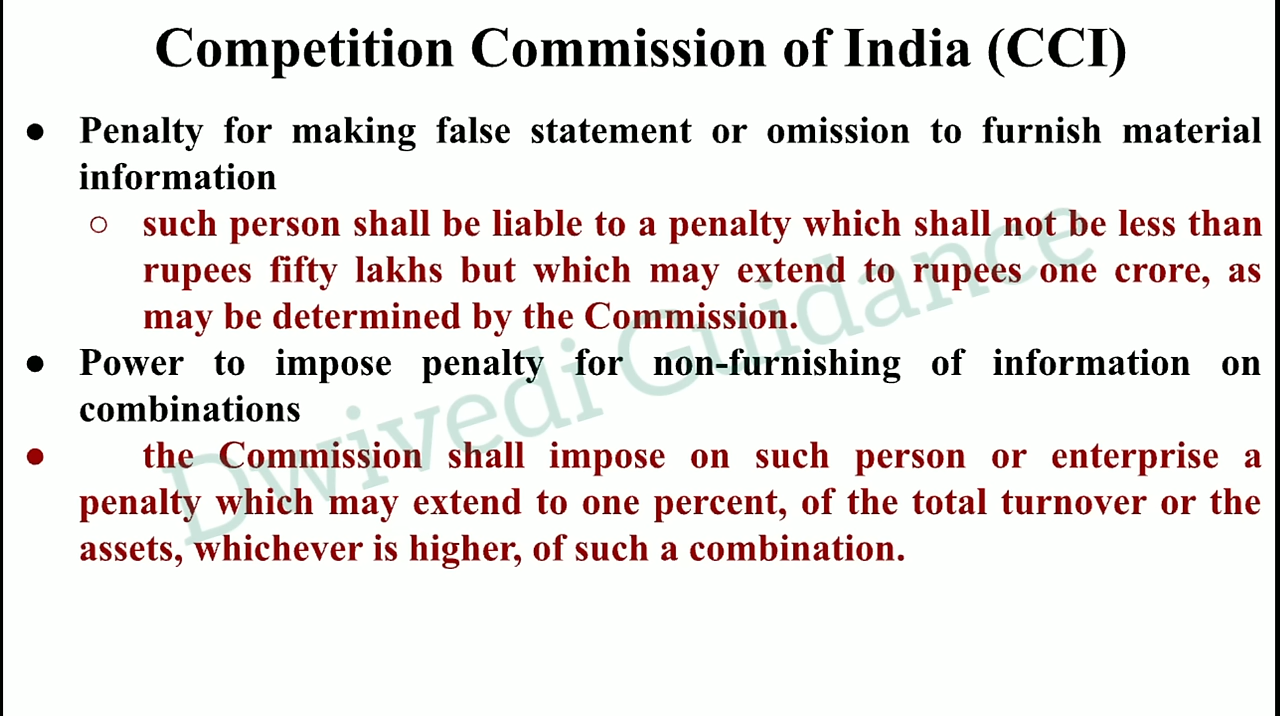 Competition Commission of India (CCI)
● Penalty for making false statement or omission to furnish material
information
○ such person shall be liable to a penalty which shall not be less than
rupees fifty lakhs but which may extend to rupees one crore, as
may be determined by the Commission.
● Power to impose penalty for non-furnishing of information on
combinations
● the Commission shall impose on such person or enterprise a
penalty which may extend to one percent, of the total turnover or the
assets, whichever is higher, of such a combination.
Dwivedi Guidance